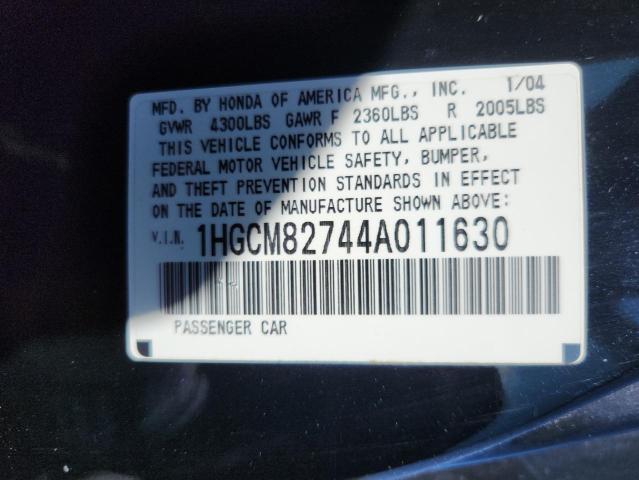 MFD. BY HONDA OF AMERICA MFG., INC. 1/04
GVWR 4300LBS GAWR F 2360LBS R 2005LBS
THIS VEHICLE CONFORMS TO ALL APPLICABLE
FEDERAL MOTOR VEHICLE SAFETY, BUMPER,
AND THEFT PREVENTION STANDARDS IN EFFECT
ON THE DATE OF MANUFACTURE SHOWN ABOVE:
V.I.N. 1HGCM82744A011630
PASSENGER CAR